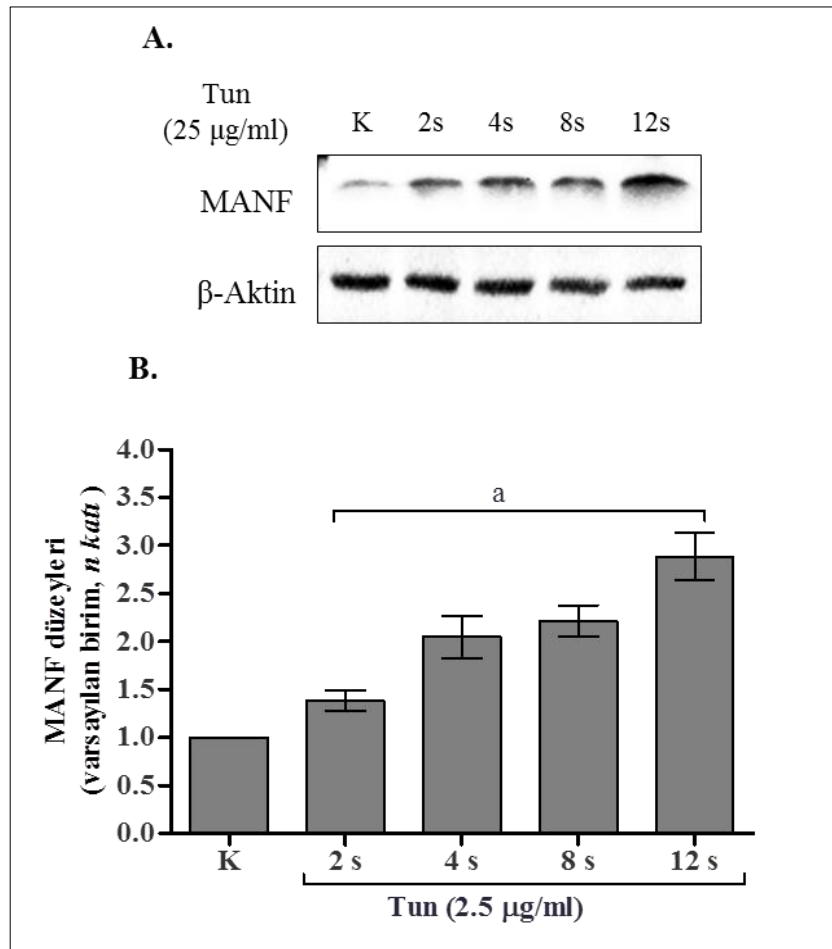 A.
Tun
(25 µg/ml)
K 2s 4s 8s 12s
MANF
β-Aktin
B.
MANF düzeyleri
(varsayılan birim, n katı )
4.0
3.5
3.0
2.5
2.0
1.5
1.0
0.5
0.0
a
K 2 s 4 s 8 s 12 s
Tun (2.5 µg/ml)